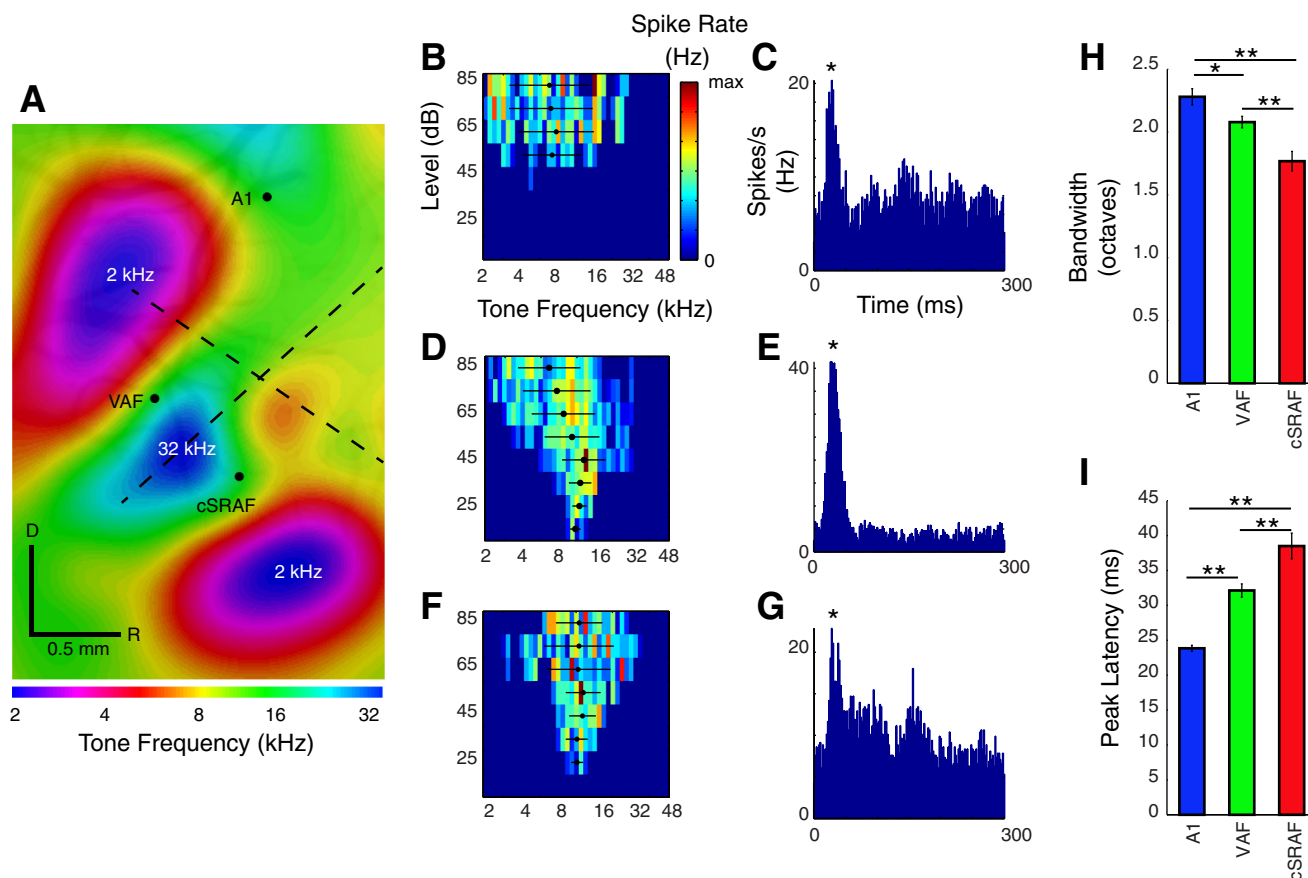 A
A1
2 kHz
VAF
32 kHz
cSRAF
D
2 kHz
R
0.5 mm
2 4 8 16 32
Tone Frequency (kHz)
Spike Rate
(Hz)
B
max
0
Level (dB)
85
65
45
25
2 4 8 16 32 48
Tone Frequency (kHz)
C
*
Spikes/s
(Hz)
20
0
0 300
Time (ms)
D
85
65
45
25
2 4 8 16 32 48
E
*
40
0
0 300
F
85
65
45
25
2 4 8 16 32 48
G
*
20
0
0 300
H
**
*
**
Bandwidth
(octaves)
2.5
2.0
1.5
1.0
0.5
0
A1
VAF
cSRAF
I
**
**
**
Peak Latency (ms)
45
40
35
30
25
20
15
10
5
0
A1
VAF
cSRAF